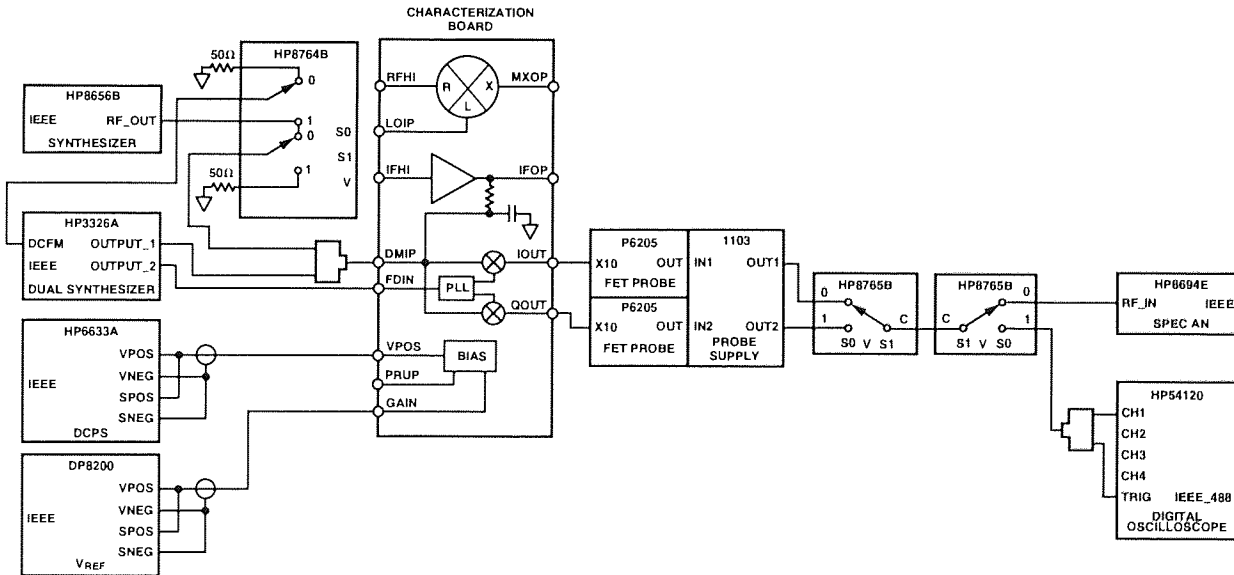 CHARACTERIZATION
BOARD
HP8764B
50Ω
0
1
0
S0
S1
1
V
50Ω
HP8656B
IEEE
RF_OUT
SYNTHESIZER
HP3326A
DCFM
OUTPUT_1
IEEE
OUTPUT_2
DUAL SYNTHESIZER
HP6633A
VPOS
VNEG
IEEE
SPOS
SNEG
DCPS
DP8200
VPOS
VNEG
IEEE
SPOS
SNEG
VREF
RFHI
R
X
L
MXOP
LOIP
IFHI
IFOP
DMIP
IOUT
FDIN
PLL
QOUT
VPOS
BIAS
PRUP
GAIN
P6205
X10
OUT
FET PROBE
P6205
X10
OUT
FET PROBE
1103
IN1
OUT1
IN2
OUT2
PROBE
SUPPLY
HP8765B
0
1
C
S0 V S1
HP8765B
0
C
1
S1 V S0
HP8694E
RF_IN
IEEE
SPEC AN
HP54120
CH1
CH2
CH3
CH4
TRIG
IEEE_488
DIGITAL
OSCILLOSCOPE